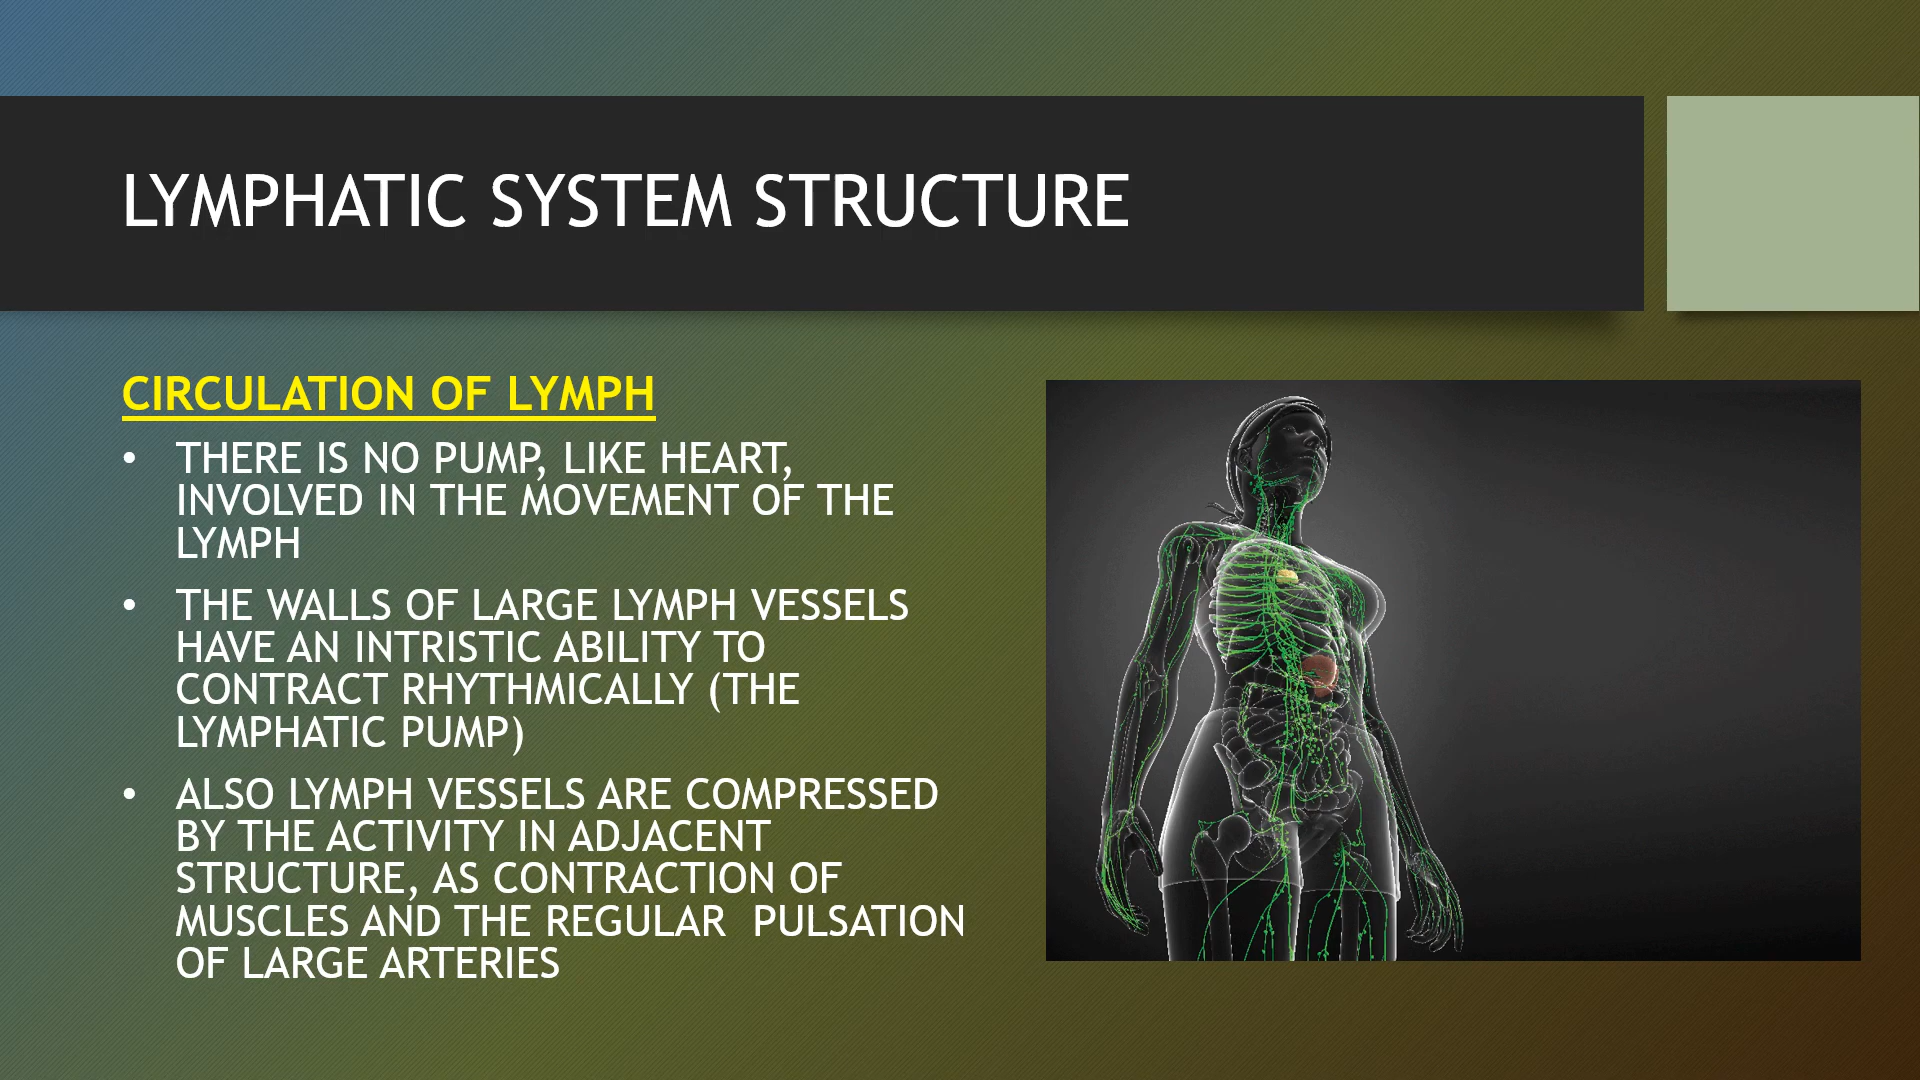 LYMPHATIC SYSTEM STRUCTURE
CIRCULATION OF LYMPH
• THERE IS NO PUMP, LIKE HEART,
INVOLVED IN THE MOVEMENT OF THE
LYMPH
• THE WALLS OF LARGE LYMPH VESSELS
HAVE AN INTRISTIC ABILITY TO
CONTRACT RHYTHMICALLY (THE
LYMPHATIC PUMP)
• ALSO LYMPH VESSELS ARE COMPRESSED
BY THE ACTIVITY IN ADJACENT
STRUCTURE, AS CONTRACTION OF
MUSCLES AND THE REGULAR  PULSATION
OF LARGE ARTERIES